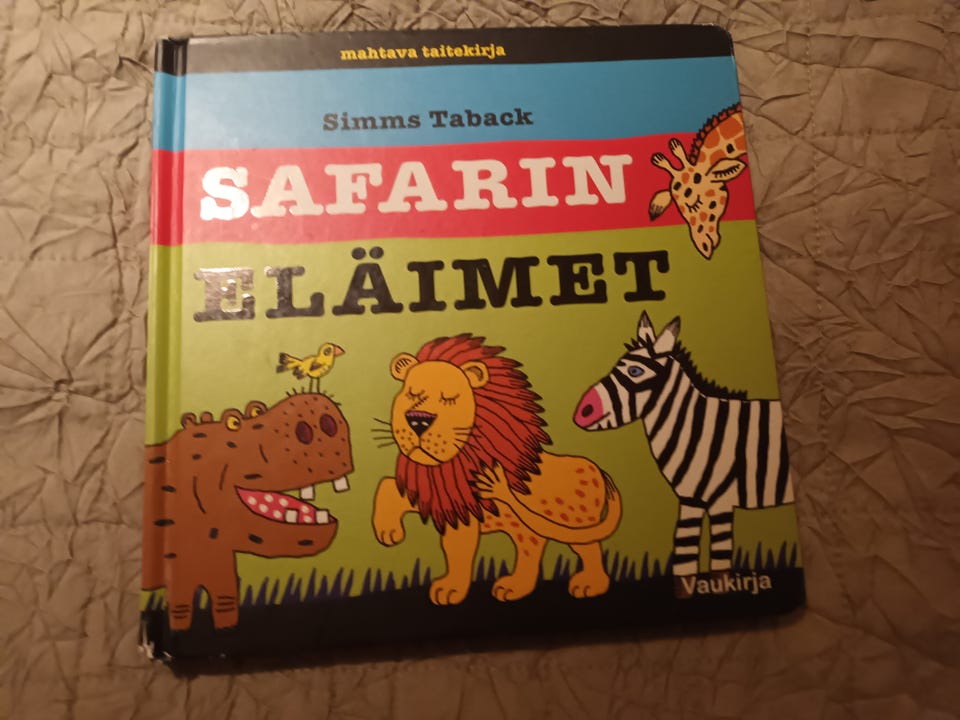 mahtava taitekirja
Simms Taback
SAFARIN
ELÄIMET
Vaukirja